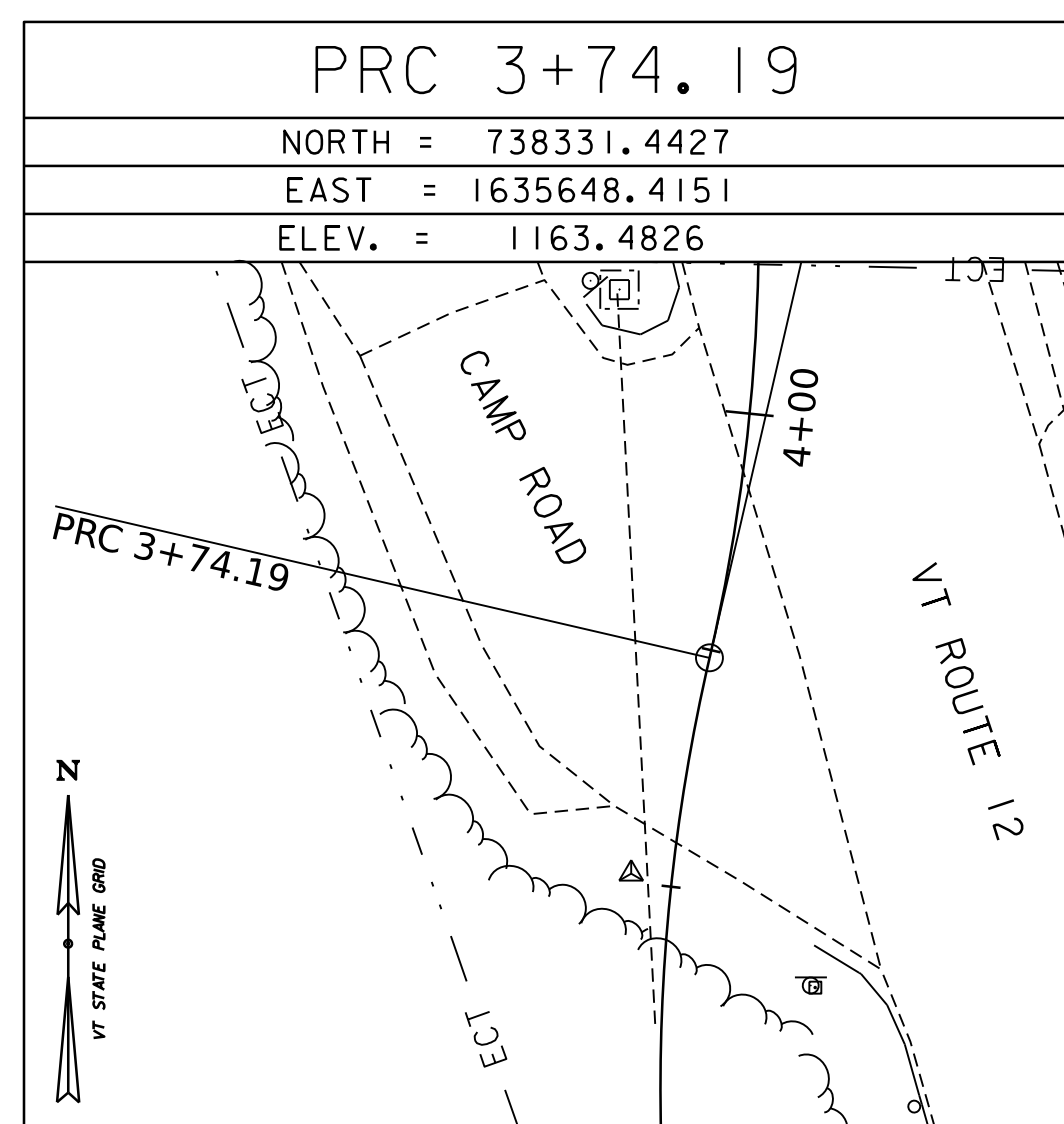 PRC 3+74.19
NORTH = 738331.4427
EAST = 1635648.4151
ELEV. = 1163.4826
ECT
ECT
CAMP ROAD
4+00
PRC 3+74.19
VT ROUTE 12
N
VT STATE PLANE GRID
ECT